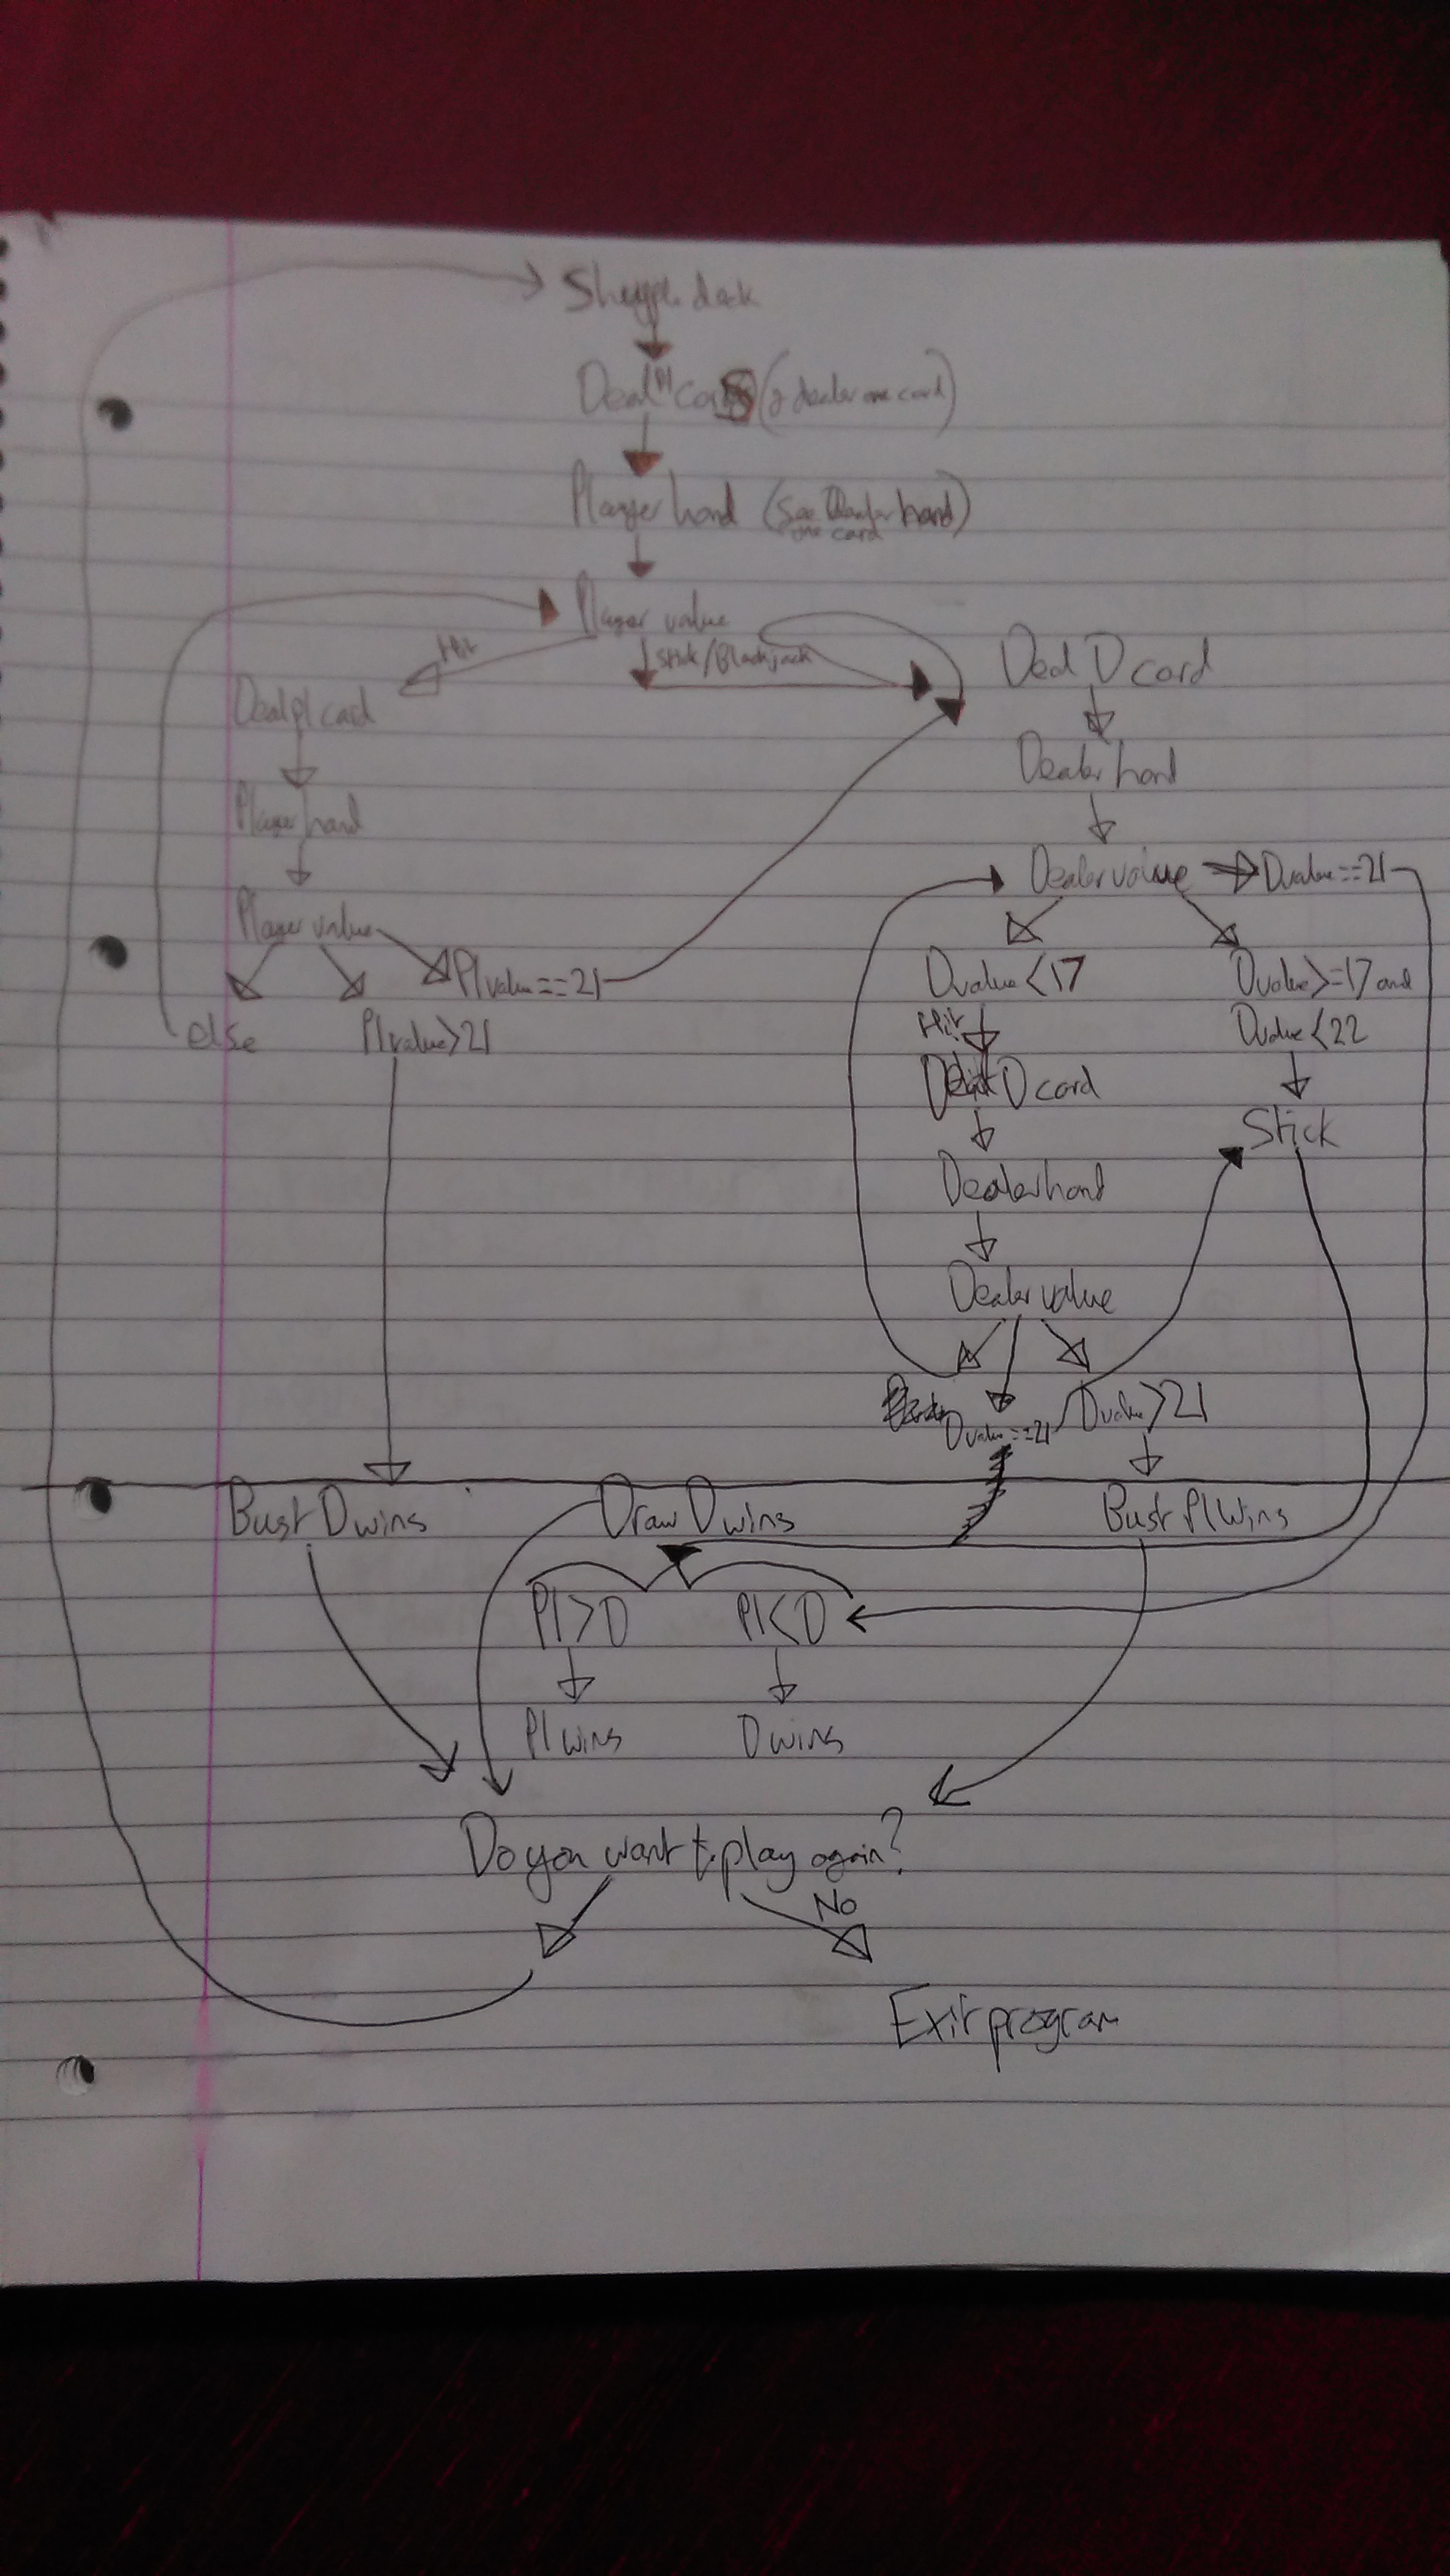 Shuffle deck
Deal Pl cards (& dealer one card)
Player hand (See Dealer hand)
one card
Player value
Hit
Stick/Blackjack
Deal Pl card
Player hand
Player value
Pl value==21
else
Pl value>21
Deal D card
Dealer hand
Dealer value
D value==21
D value<17
D value>=17 and
D value<22
Hit
D card
Stick
Dealer hand
Dealer value
D value==21
D value>21
Bust D wins
Draw D wins
Bust Pl Wins
Pl>D
Pl<D
Pl wins
D wins
Do you want to play again?
No
Exit program